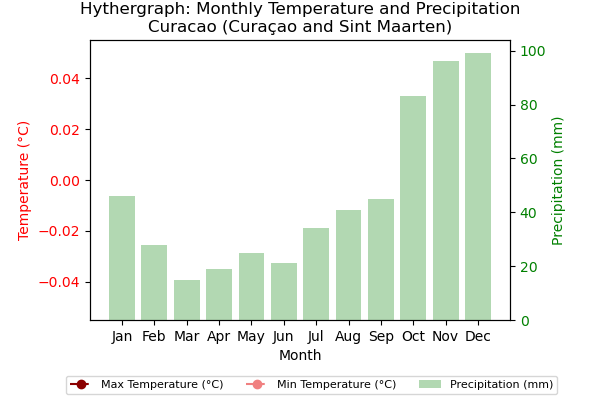 Hythergraph: Monthly Temperature and Precipitation
Curacao (Curaçao and Sint Maarten)
Temperature (°C)
0.04
0.02
0.00
−0.02
−0.04
100
80
60
40
20
0
Precipitation (mm)
Jan Feb Mar Apr May Jun Jul Aug Sep Oct Nov Dec
Month
Max Temperature (°C) Min Temperature (°C) Precipitation (mm)